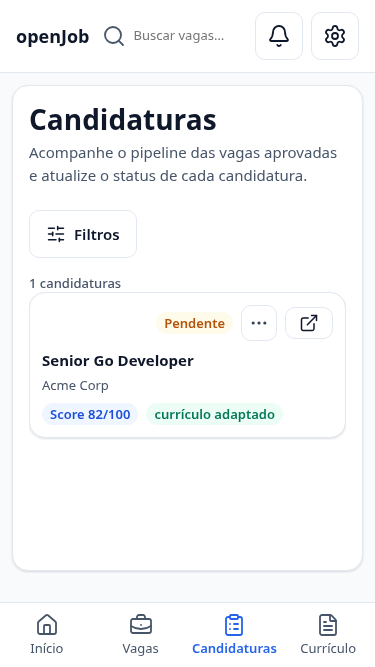 openJob
Buscar vagas...
Candidaturas
Acompanhe o pipeline das vagas aprovadas
e atualize o status de cada candidatura.
Filtros
1 candidaturas
Pendente
Senior Go Developer
Acme Corp
Score 82/100
currículo adaptado
Início
Vagas
Candidaturas
Currículo